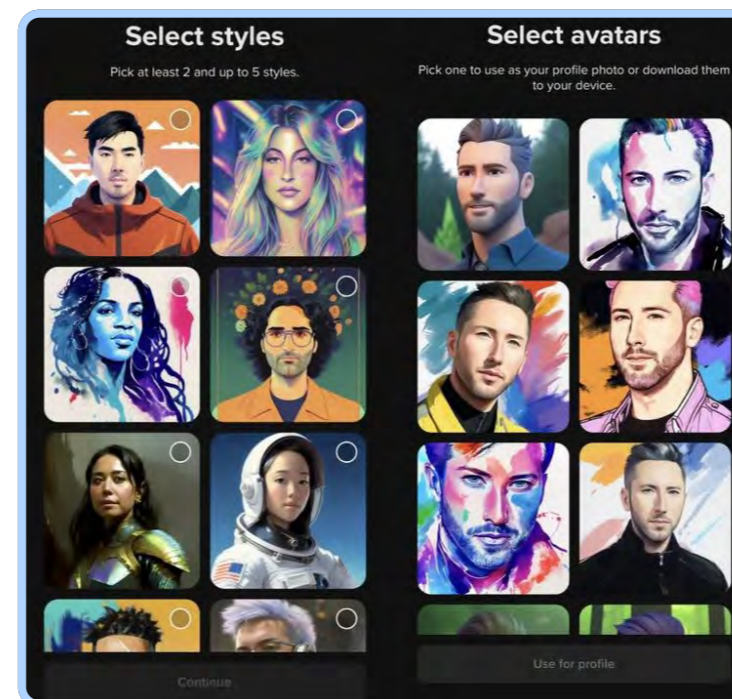 Select styles
Pick at least 2 and up to 5 styles.
Continue
Select avatars
Pick one to use as your profile photo or download them
to your device.
Use for profile